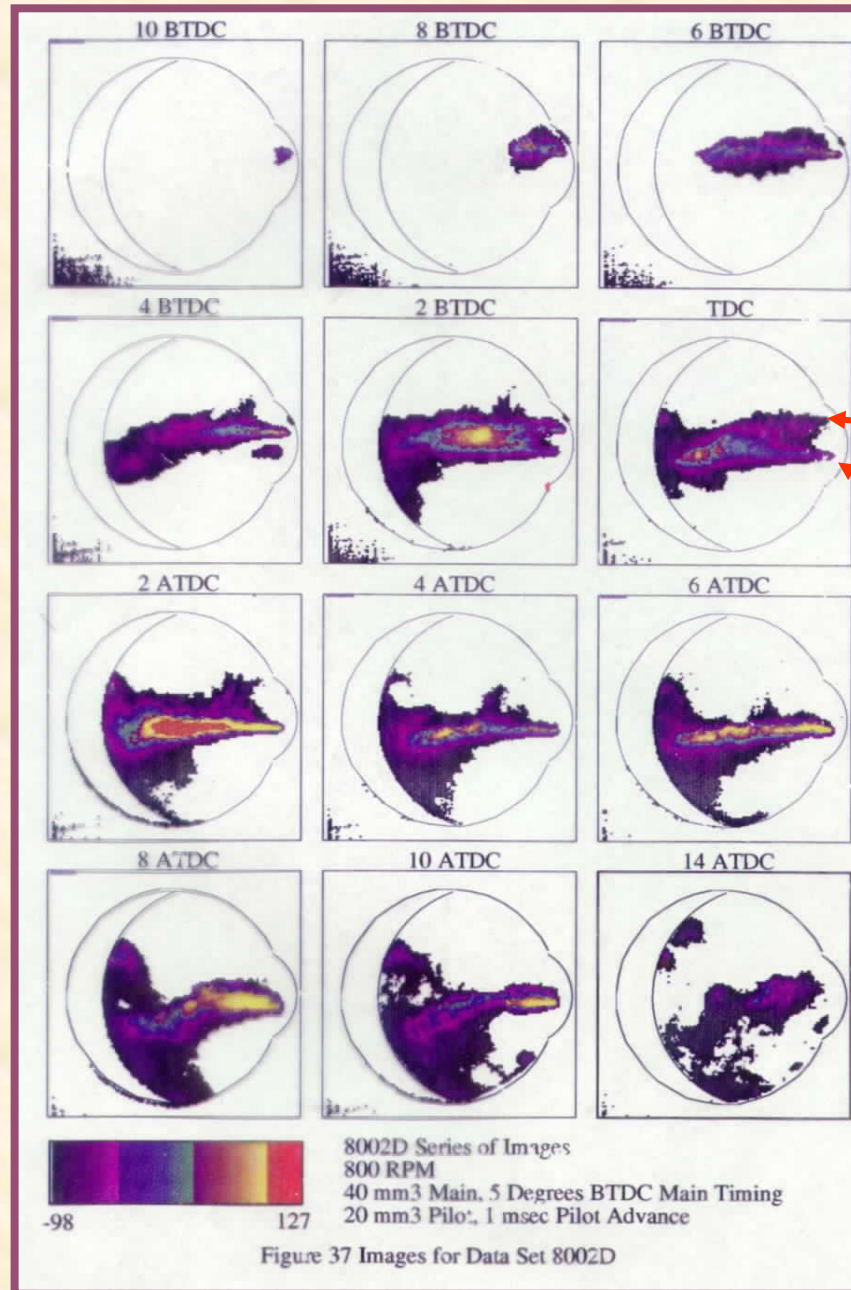 10 BTDC
8 BTDC
6 BTDC
4 BTDC
2 BTDC
TDC
2 ATDC
4 ATDC
6 ATDC
8 ATDC
10 ATDC
14 ATDC
8002D Series of Images
800 RPM
40 mm3 Main, 5 Degrees BTDC Main Timing
20 mm3 Pilot, 1 msec Pilot Advance
-98
127
Figure 37 Images for Data Set 8002D